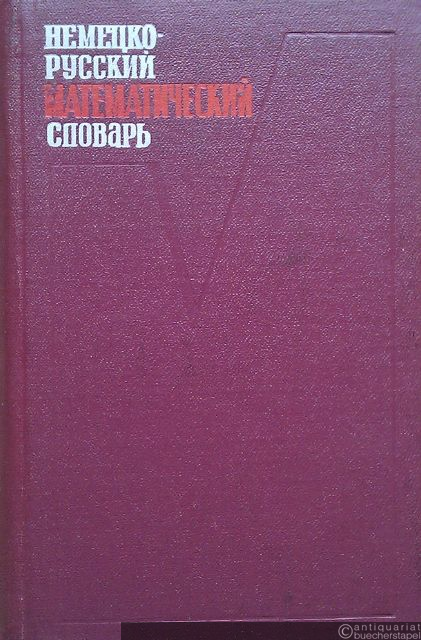 НЕМЕЦКО-
РУССКИЙ
МАТЕМАТИЧЕСКИЙ
СЛОВАРЬ
©antiquariat
buecherstapel